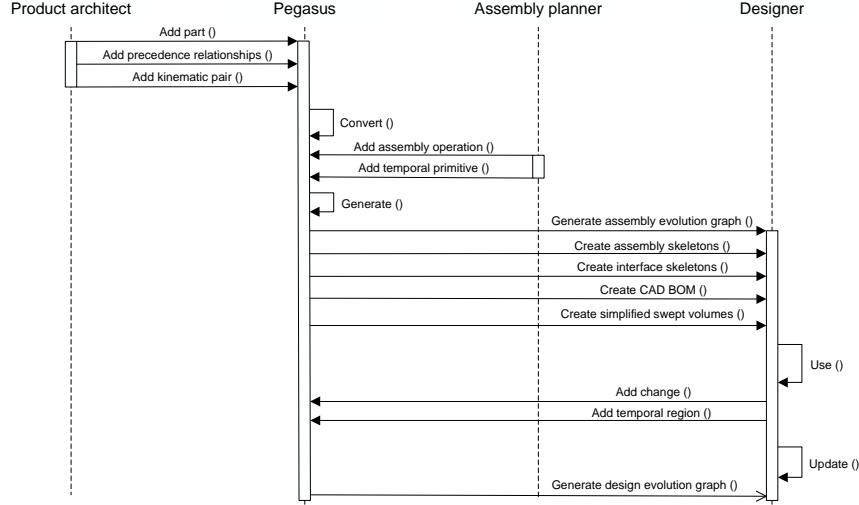 Product architect
Pegasus
Assembly planner
Designer
Add part ()
Add precedence relationships ()
Add kinematic pair ()
Convert ()
Add assembly operation ()
Add temporal primitive ()
Generate ()
Generate assembly evolution graph ()
Create assembly skeletons ()
Create interface skeletons ()
Create CAD BOM ()
Create simplified swept volumes ()
Use ()
Add change ()
Add temporal region ()
Update ()
Generate design evolution graph ()